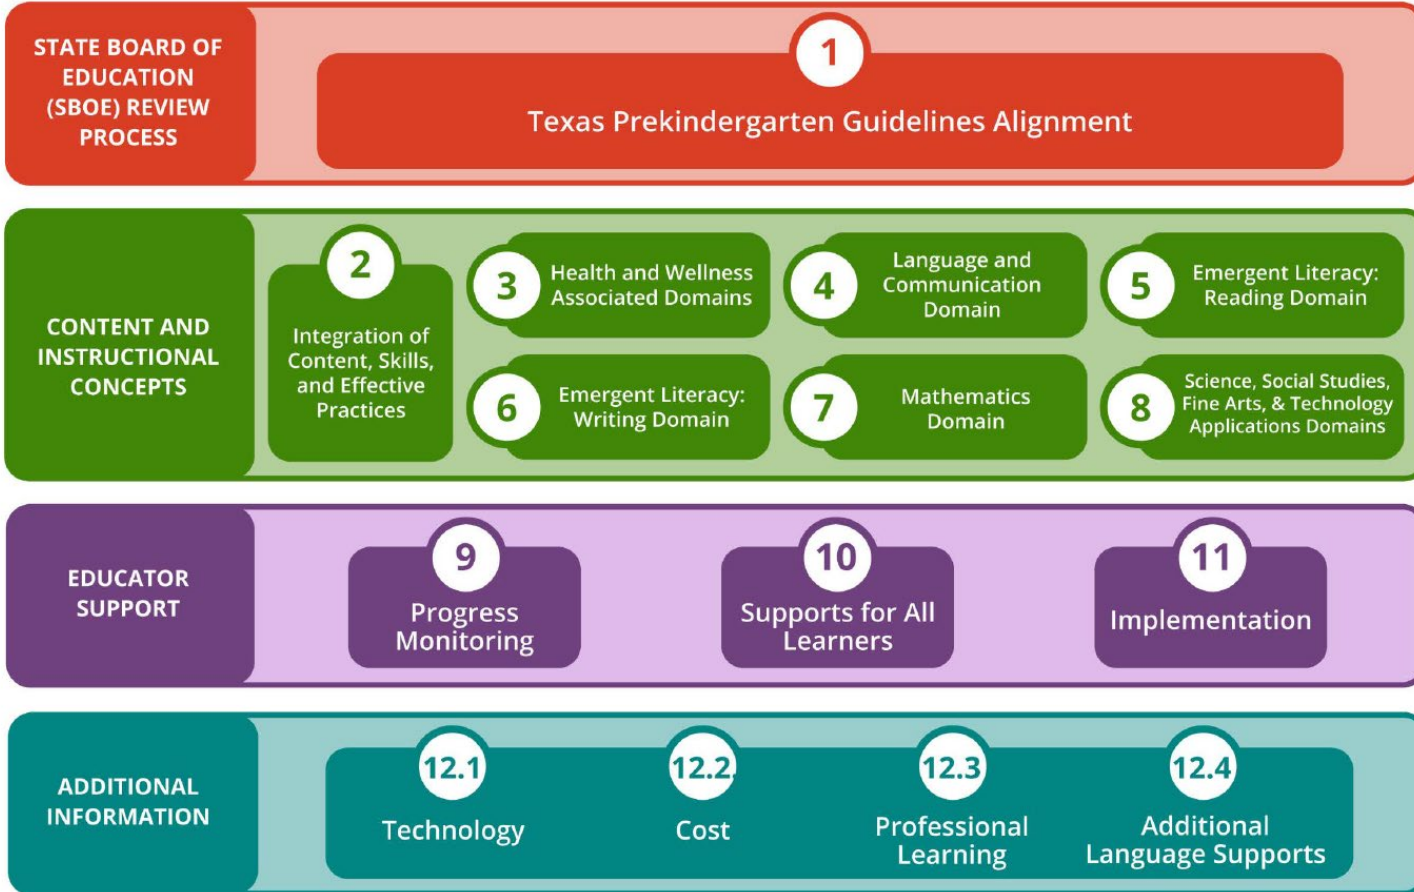 STATE BOARD OF
EDUCATION
(SBOE) REVIEW
PROCESS
1
Texas Prekindergarten Guidelines Alignment
CONTENT AND
INSTRUCTIONAL
CONCEPTS
2
Integration of
Content, Skills,
and Effective
Practices
3
Health and Wellness
Associated Domains
4
Language and
Communication
Domain
5
Emergent Literacy:
Reading Domain
6
Emergent Literacy:
Writing Domain
7
Mathematics
Domain
8
Science, Social Studies,
Fine Arts, & Technology
Applications Domains
EDUCATOR
SUPPORT
9
Progress
Monitoring
10
Supports for All
Learners
11
Implementation
ADDITIONAL
INFORMATION
12.1
Technology
12.2.
Cost
12.3
Professional
Learning
12.4
Additional
Language Supports